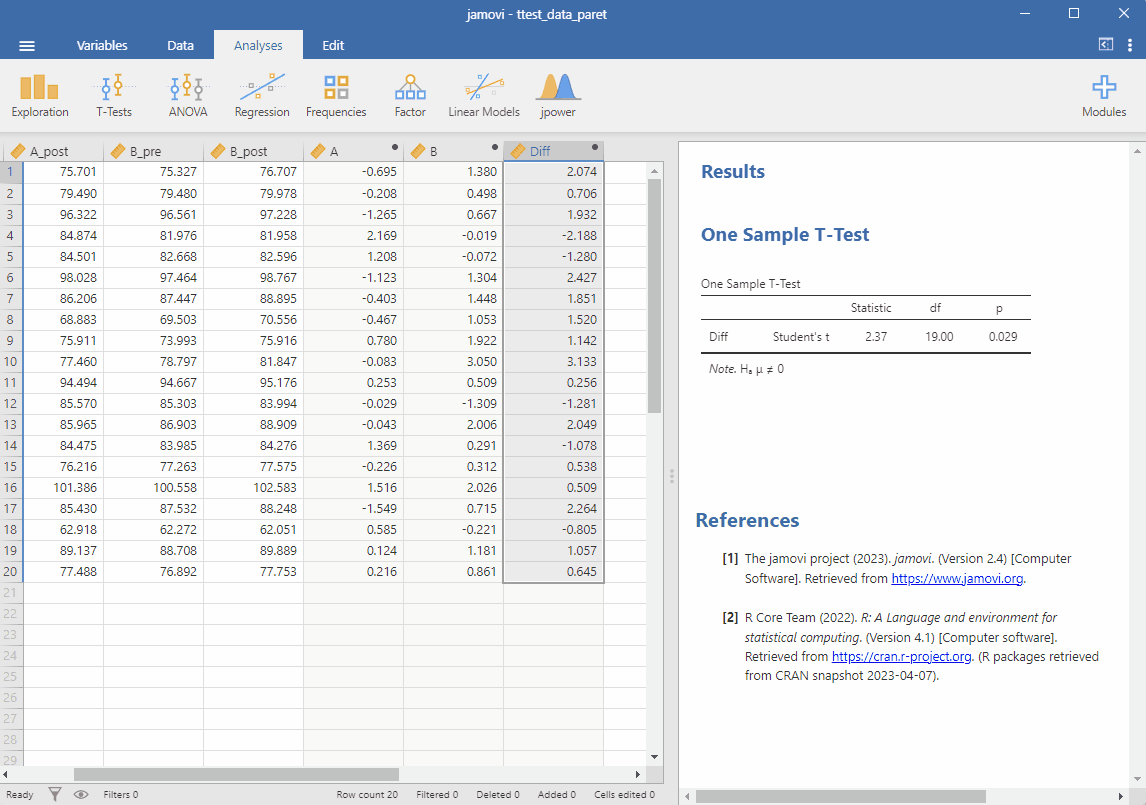 jamovi - ttest_data_paret
Variables Data Analyses Edit
Exploration T-Tests ANOVA Regression Frequencies Factor Linear Models jpower Modules
A_post B_pre B_post A B Diff
1 75.701 75.327 76.707 -0.695 1.380 2.074
2 79.490 79.480 79.978 -0.208 0.498 0.706
3 96.322 96.561 97.228 -1.265 0.667 1.932
4 84.874 81.976 81.958 2.169 -0.019 -2.188
5 84.501 82.668 82.596 1.208 -0.072 -1.280
6 98.028 97.464 98.767 -1.123 1.304 2.427
7 86.206 87.447 88.895 -0.403 1.448 1.851
8 68.883 69.503 70.556 -0.467 1.053 1.520
9 75.911 73.993 75.916 0.780 1.922 1.142
10 77.460 78.797 81.847 -0.083 3.050 3.133
11 94.494 94.667 95.176 0.253 0.509 0.256
12 85.570 85.303 83.994 -0.029 -1.309 -1.281
13 85.965 86.903 88.909 -0.043 2.006 2.049
14 84.475 83.985 84.276 1.369 0.291 -1.078
15 76.216 77.263 77.575 -0.226 0.312 0.538
16 101.386 100.558 102.583 1.516 2.026 0.509
17 85.430 87.532 88.248 -1.549 0.715 2.264
18 62.918 62.272 62.051 0.585 -0.221 -0.805
19 89.137 88.708 89.889 0.124 1.181 1.057
20 77.488 76.892 77.753 0.216 0.861 0.645
21
22
23
24
25
26
27
28
29
Results
One Sample T-Test
One Sample T-Test
Statistic df p
Diff Student's t 2.37 19.00 0.029
Note. Hₐ μ ≠ 0
References
[1] The jamovi project (2023). jamovi. (Version 2.4) [Computer
Software]. Retrieved from https://www.jamovi.org.
[2] R Core Team (2022). R: A Language and environment for
statistical computing. (Version 4.1) [Computer software].
Retrieved from https://cran.r-project.org. (R packages retrieved
from CRAN snapshot 2023-04-07).
Ready Filters 0 Row count 20 Filtered 0 Deleted 0 Added 0 Cells edited 0